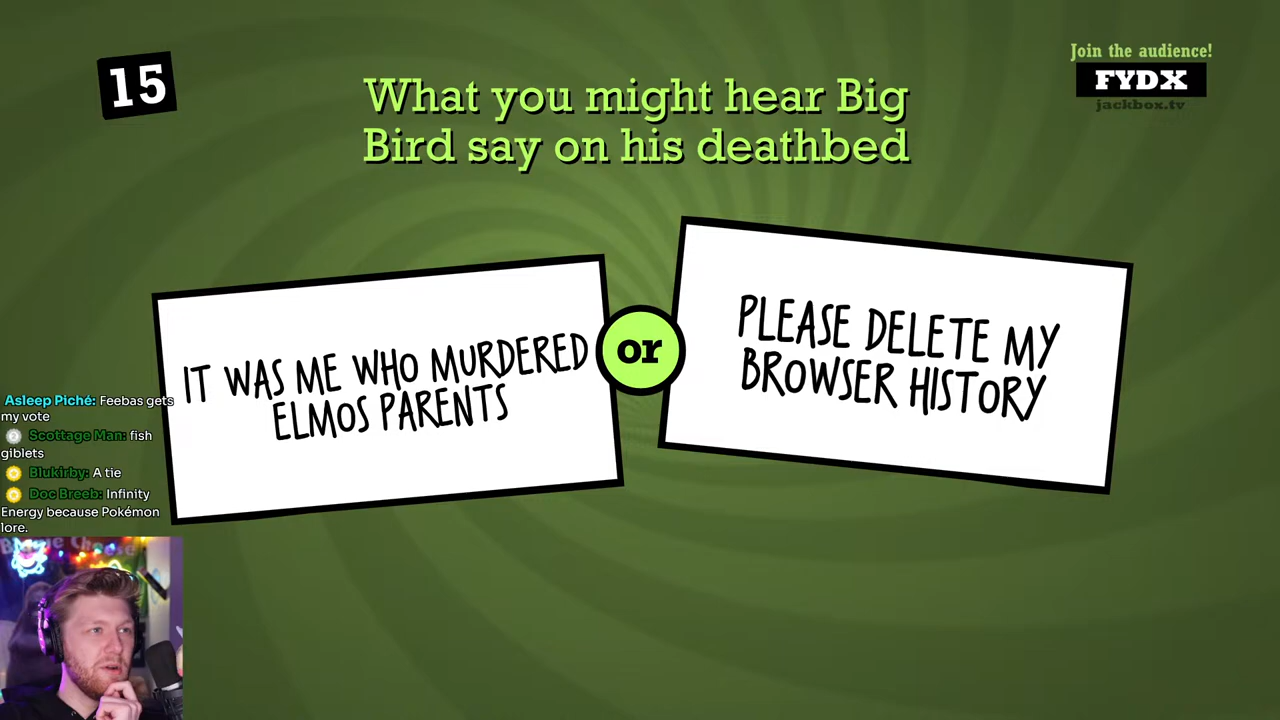 15
What you might hear Big
Bird say on his deathbed
Join the audience!
FYDX
jackbox.tv
IT WAS ME WHO MURDERED
ELMOS PARENTS
or
PLEASE DELETE MY
BROWSER HISTORY
Asleep Piché: Feebas gets
my vote
Scottage Man: fish
giblets
Blukirby: A tie
Doc Breeb: Infinity
Energy because Pokémon
lore.